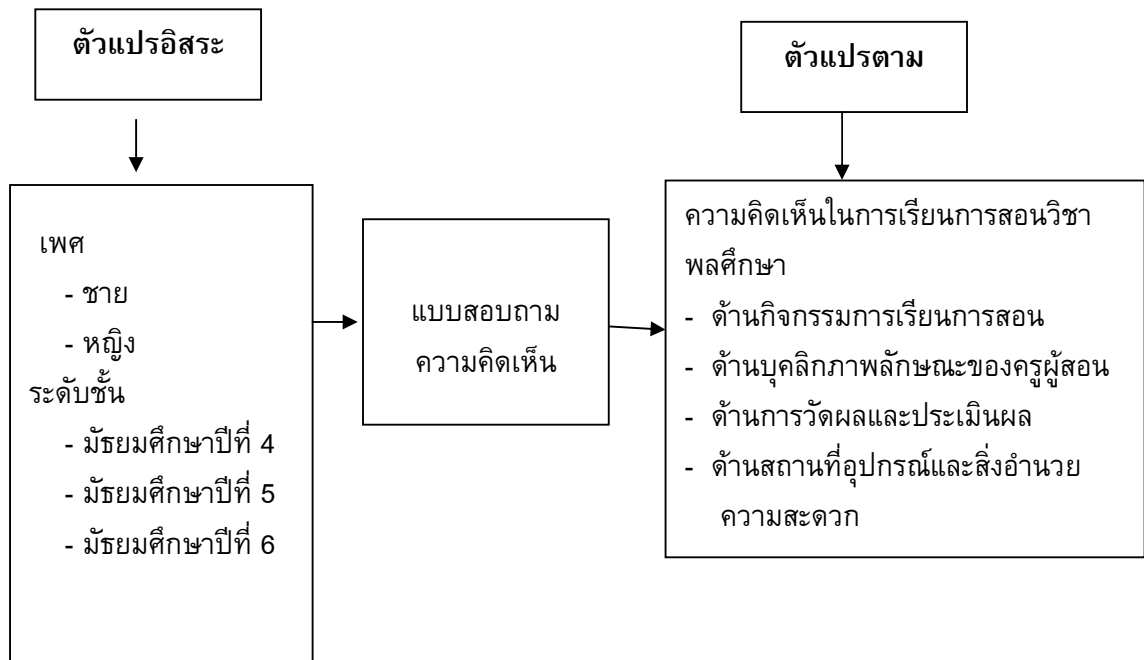 ตัวแปรอิสระ
ตัวแปรตาม
เพศ
- ชาย
- หญิง
ระดับชั้น
- มัธยมศึกษาปีที่ 4
- มัธยมศึกษาปีที่ 5
- มัธยมศึกษาปีที่ 6
แบบสอบถาม
ความคิดเห็น
ความคิดเห็นในการเรียนการสอนวิชา
พลศึกษา
- ด้านกิจกรรมการเรียนการสอน
- ด้านบุคลิกภาพลักษณะของครูผู้สอน
- ด้านการวัดผลและประเมินผล
- ด้านสถานที่อุปกรณ์และสิ่งอำนวย
ความสะดวก